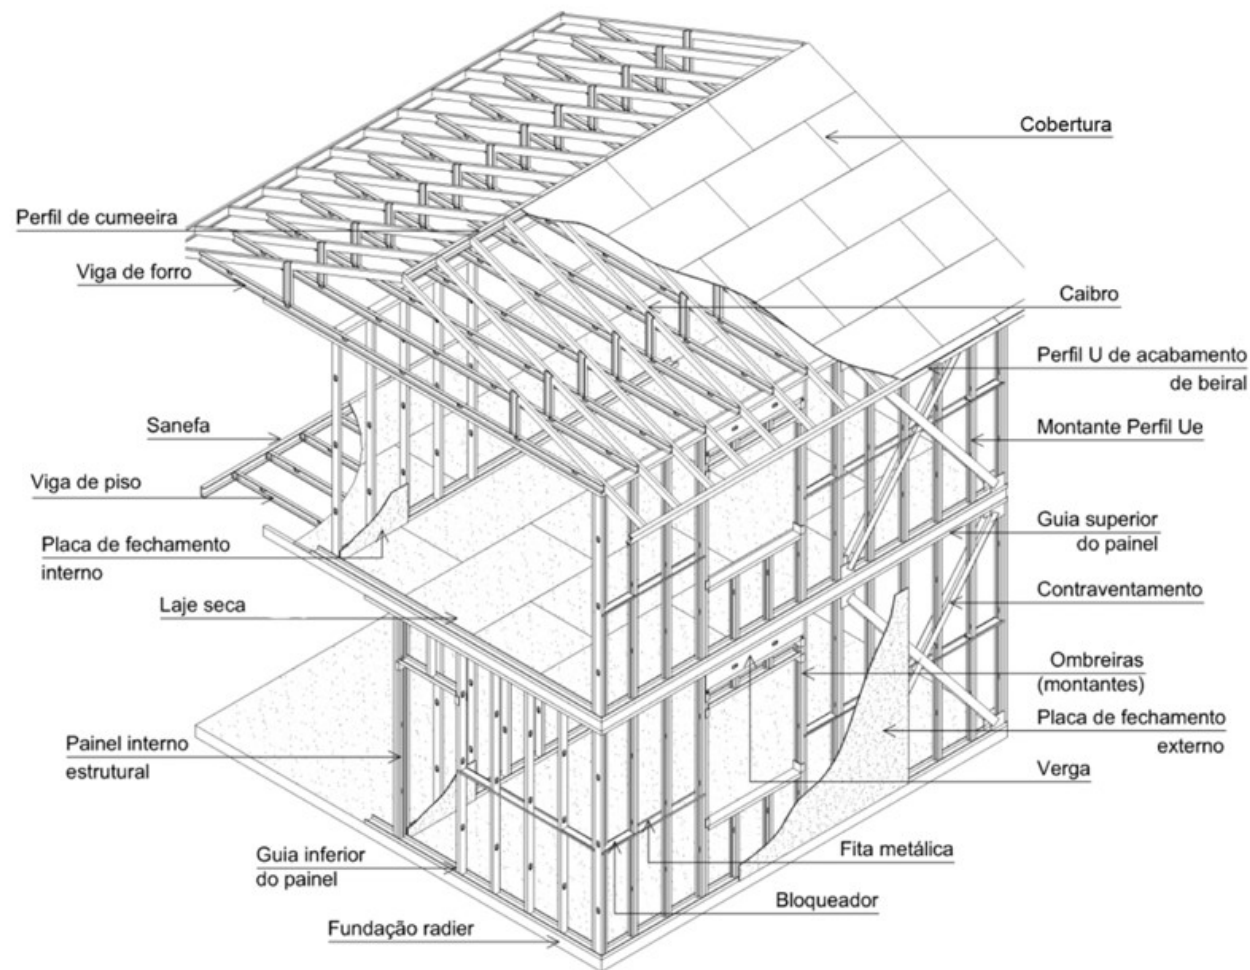 Cobertura
Perfil de cumeeira
Viga de forro
Caibro
Perfil U de acabamento
de beiral
Sanefa
Montante Perfil Ue
Viga de piso
Guia superior
do painel
Placa de fechamento
interno
Contraventamento
Laje seca
Ombreiras
(montantes)
Placa de fechamento
externo
Painel interno
estrutural
Verga
Fita metálica
Guia inferior
do painel
Bloqueador
Fundação radier